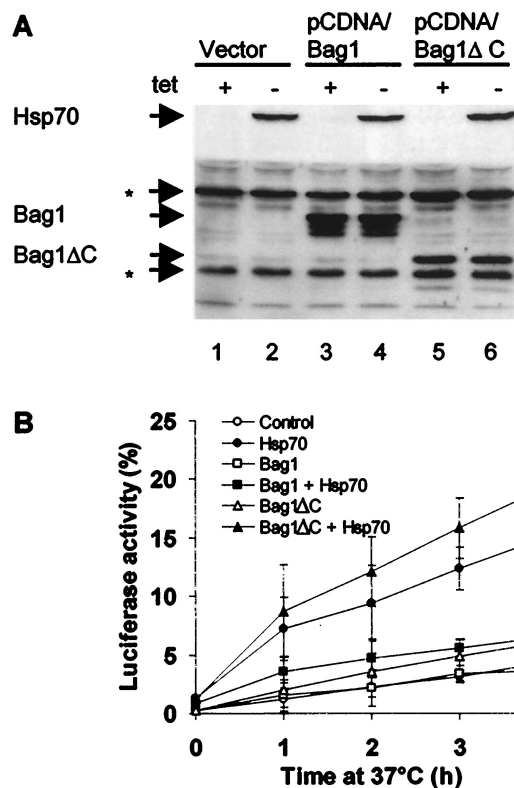 A
Vector
pCDNA/
Bag1
pCDNA/
Bag1Δ C
tet + - + - + -
Hsp70
*
Bag1
Bag1ΔC
*
1 2 3 4 5 6
B
Control
Hsp70
Bag1
Bag1 + Hsp70
Bag1ΔC
Bag1ΔC + Hsp70
Luciferase activity (%)
25
20
15
10
5
0
0 1 2 3
Time at 37°C (h)